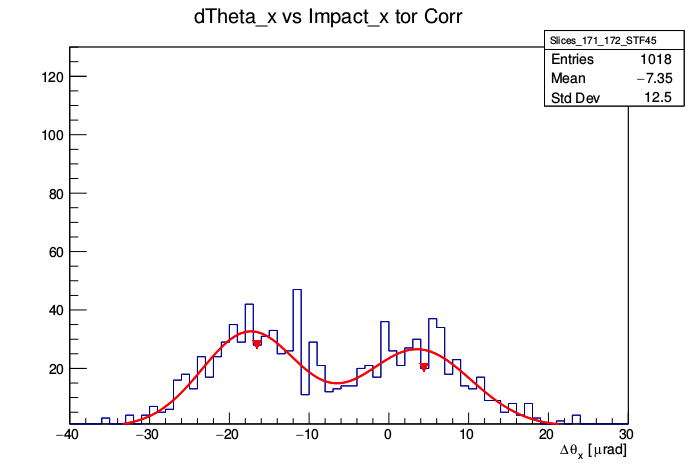 dTheta_x vs Impact_x tor Corr
Slices_171_172_STF45
Entries 1018
Mean −7.35
Std Dev 12.5
120
100
80
60
40
20
−40 −30 −20 −10 0 10 20 30
Δθx [μrad]